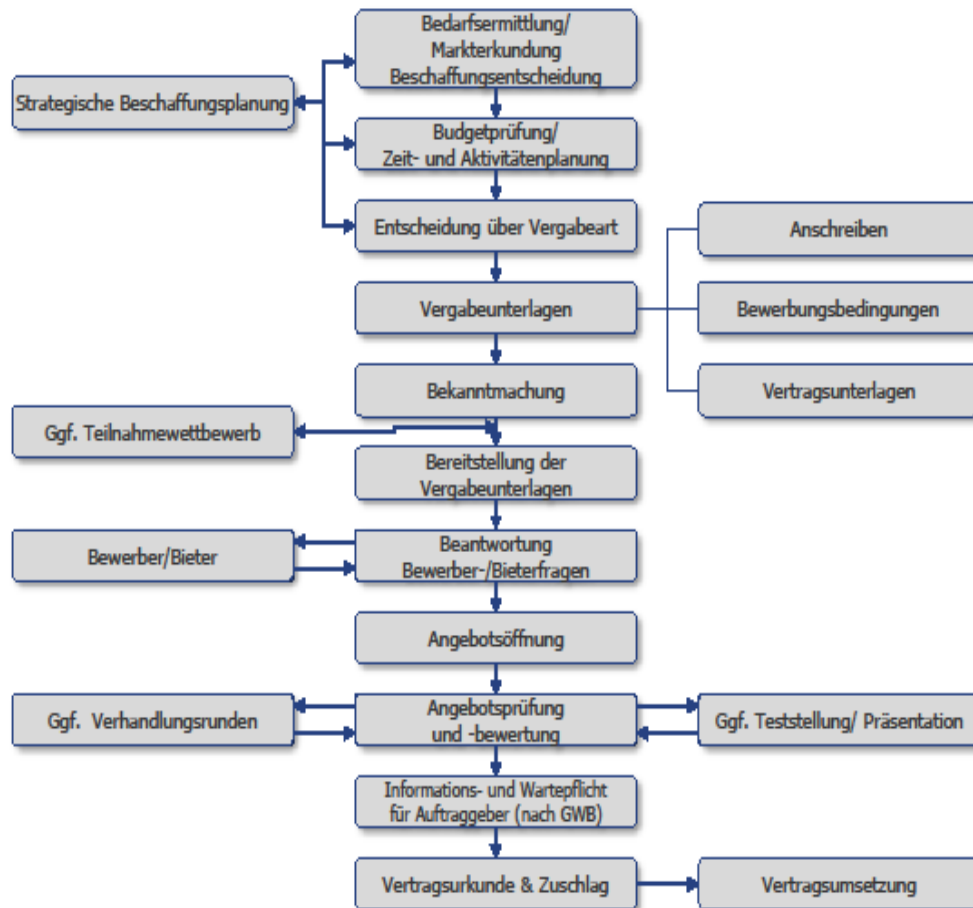 Bedarfsermittlung/
Markterkundung
Beschaffungsentscheidung
Strategische Beschaffungsplanung
Budgetprüfung/
Zeit- und Aktivitätenplanung
Entscheidung über Vergabeart
Anschreiben
Vergabeunterlagen
Bewerbungsbedingungen
Bekanntmachung
Vertragsunterlagen
Ggf. Teilnahmewettbewerb
Bereitstellung der
Vergabeunterlagen
Bewerber/Bieter
Beantwortung
Bewerber-/Bieterfragen
Angebotsöffnung
Ggf. Verhandlungsrunden
Angebotsprüfung
und -bewertung
Ggf. Teststellung/ Präsentation
Informations- und Wartepflicht
für Auftraggeber (nach GWB)
Vertragsurkunde & Zuschlag
Vertragsumsetzung